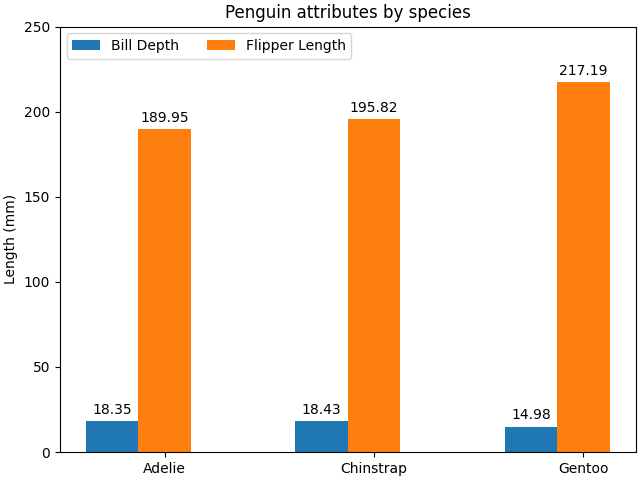 Penguin attributes by species
Bill Depth Flipper Length
Length (mm)
250
200
150
100
50
0
18.35 189.95
18.43 195.82
14.98 217.19
Adelie Chinstrap Gentoo